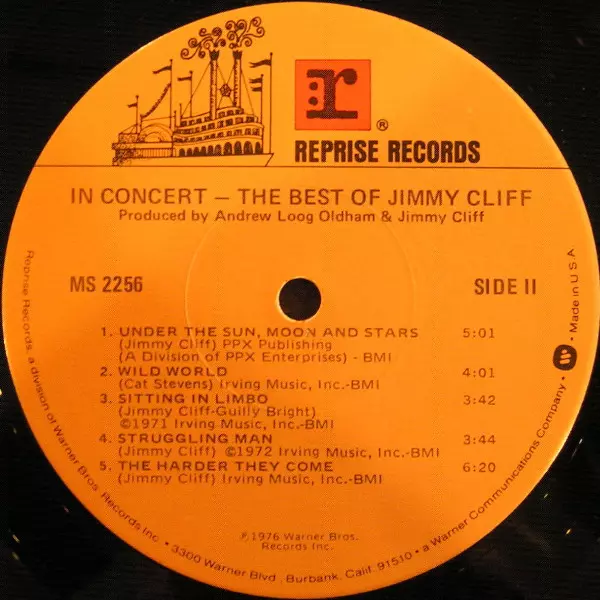 :r
®
REPRISE RECORDS
IN CONCERT – THE BEST OF JIMMY CLIFF
Produced by Andrew Loog Oldham & Jimmy Cliff
MS 2256
SIDE II
1. UNDER THE SUN, MOON AND STARS 5:01
(Jimmy Cliff) PPX Publishing
(A Division of PPX Enterprises) - BMI
2. WILD WORLD 4:01
(Cat Stevens) Irving Music, Inc.-BMI
3. SITTING IN LIMBO 3:42
(Jimmy Cliff-Guilly Bright)
©1971 Irving Music, Inc.-BMI
4. STRUGGLING MAN 3:44
(Jimmy Cliff) ©1972 Irving Music, Inc.-BMI
5. THE HARDER THEY COME 6:20
(Jimmy Cliff) Irving Music, Inc.-BMI
℗1976 Warner Bros.
Records Inc.
Reprise Records, a division of Warner Bros. Records Inc. • 3300 Warner Blvd., Burbank, Calif. 91510 • a Warner Communications Company • W • Made in U.S.A.